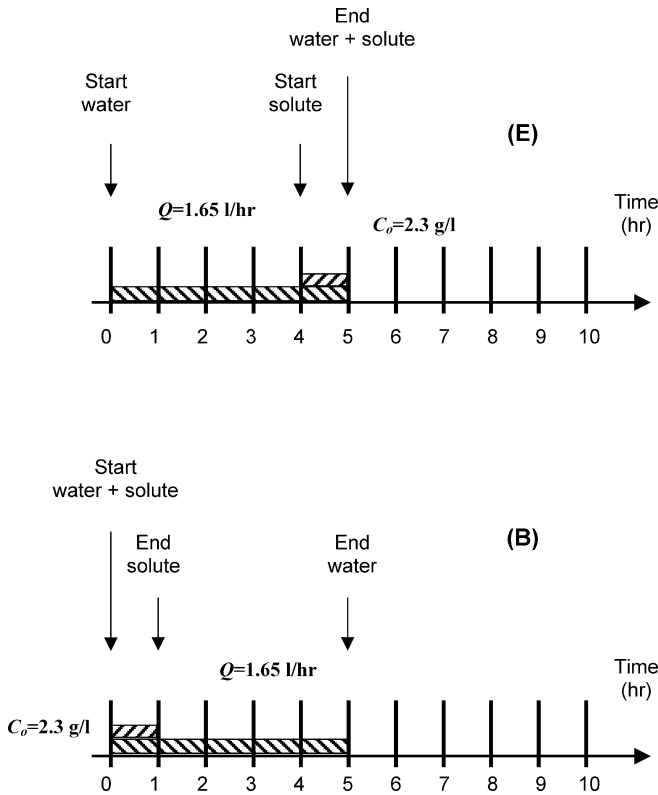 End
water + solute
Start
water
Start
solute
(E)
Time
(hr)
Q=1.65 l/hr
Co=2.3 g/l
0 1 2 3 4 5 6 7 8 9 10
Start
water + solute
End
solute
End
water
(B)
Time
(hr)
Q=1.65 l/hr
Co=2.3 g/l
0 1 2 3 4 5 6 7 8 9 10